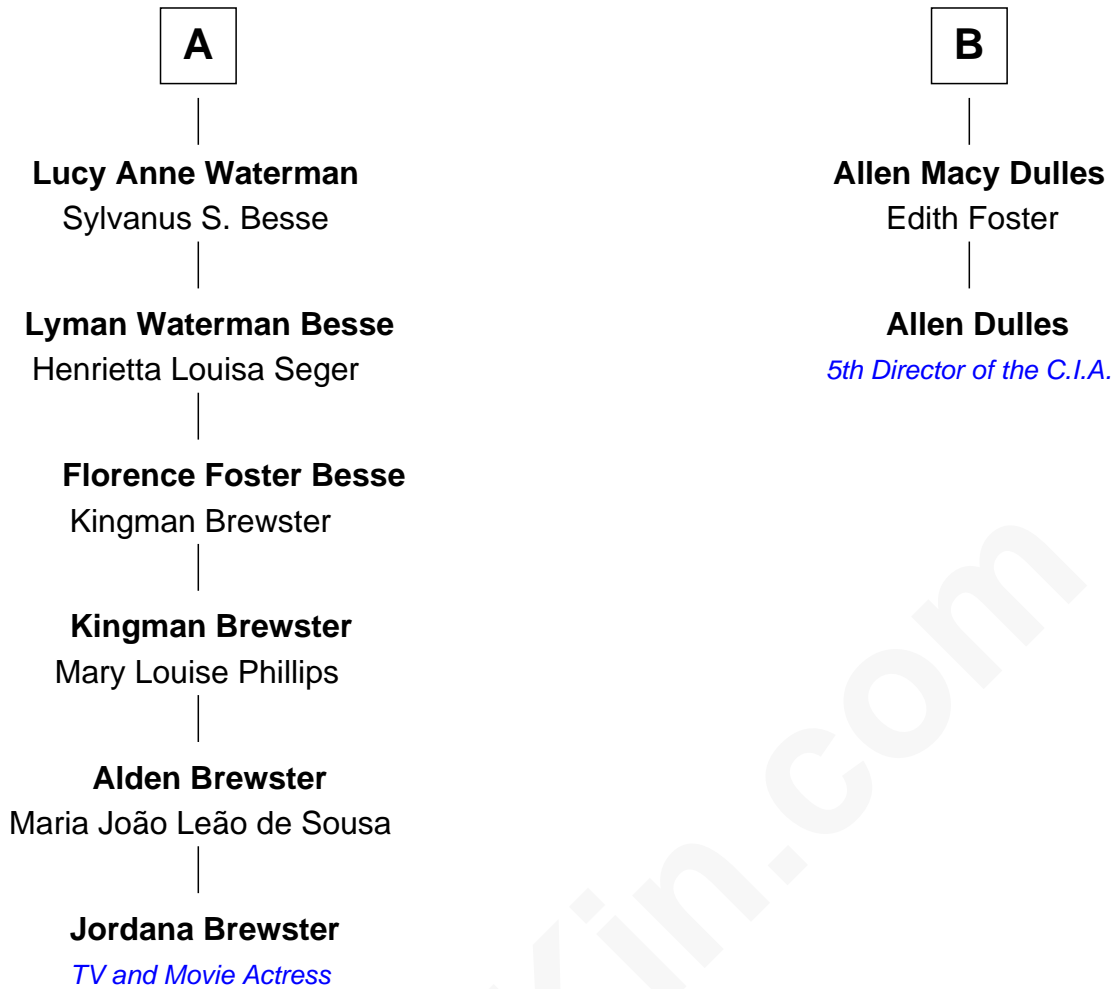 A
Lucy Anne Waterman
Sylvanus S. Besse
Lyman Waterman Besse
Henrietta Louisa Seger
Florence Foster Besse
Kingman Brewster
Kingman Brewster
Mary Louise Phillips
Alden Brewster
Maria João Leão de Sousa
Jordana Brewster
TV and Movie Actress
B
Allen Macy Dulles
Edith Foster
Allen Dulles
5th Director of the C.I.A.